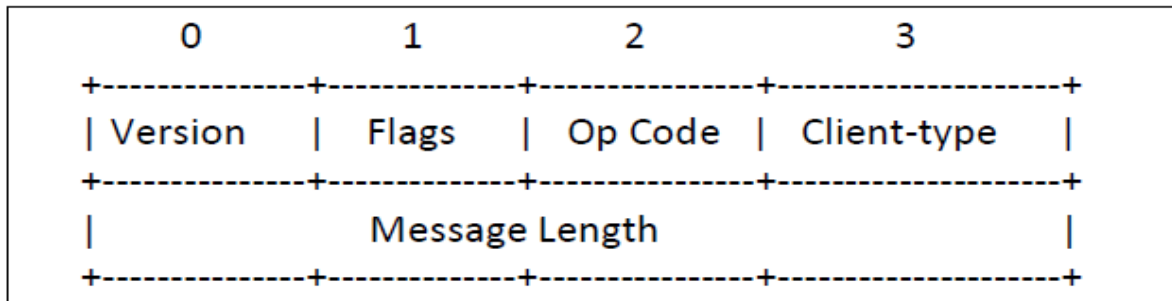 0 1 2 3
+---------------+--------------+----------------+---------------------+
| Version | Flags | Op Code | Client-type |
+---------------+--------------+----------------+---------------------+
| Message Length |
+---------------+--------------+----------------+---------------------+